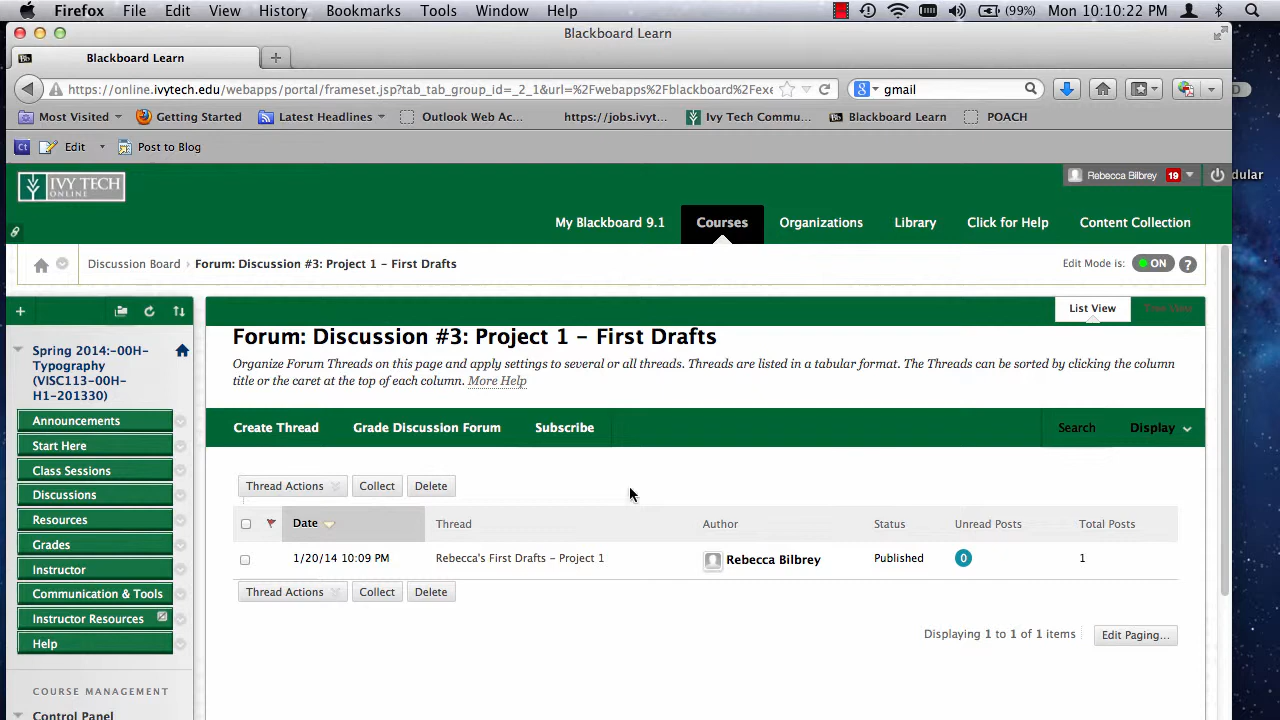 Firefox File Edit View History Bookmarks Tools Window Help (99%) Mon 10:10:22 PM
Blackboard Learn
Blackboard Learn
https://online.ivytech.edu/webapps/portal/frameset.jsp?tab_tab_group_id=_2_1&url=%2Fwebapps%2Fblackboard%2Fexe gmail
Most Visited Getting Started Latest Headlines Outlook Web Ac... https://jobs.ivyt... Ivy Tech Commu... Blackboard Learn POACH
Ct Edit Post to Blog
IVY TECH
ONLINE
Rebecca Bilbrey 19
dular
My Blackboard 9.1 Courses Organizations Library Click for Help Content Collection
Discussion Board › Forum: Discussion #3: Project 1 – First Drafts Edit Mode is: ON ?
List View Tree View
Forum: Discussion #3: Project 1 – First Drafts
Organize Forum Threads on this page and apply settings to several or all threads. Threads are listed in a tabular format. The Threads can be sorted by clicking the column
title or the caret at the top of each column. More Help
Create Thread Grade Discussion Forum Subscribe Search Display
Thread Actions Collect Delete
Date Thread Author Status Unread Posts Total Posts
1/20/14 10:09 PM Rebecca's First Drafts – Project 1 Rebecca Bilbrey Published 0 1
Thread Actions Collect Delete
Displaying 1 to 1 of 1 items Edit Paging...
Spring 2014:-00H-
Typography
(VISC113-00H-
H1-201330)
Announcements
Start Here
Class Sessions
Discussions
Resources
Grades
Instructor
Communication & Tools
Instructor Resources
Help
COURSE MANAGEMENT
Control Panel